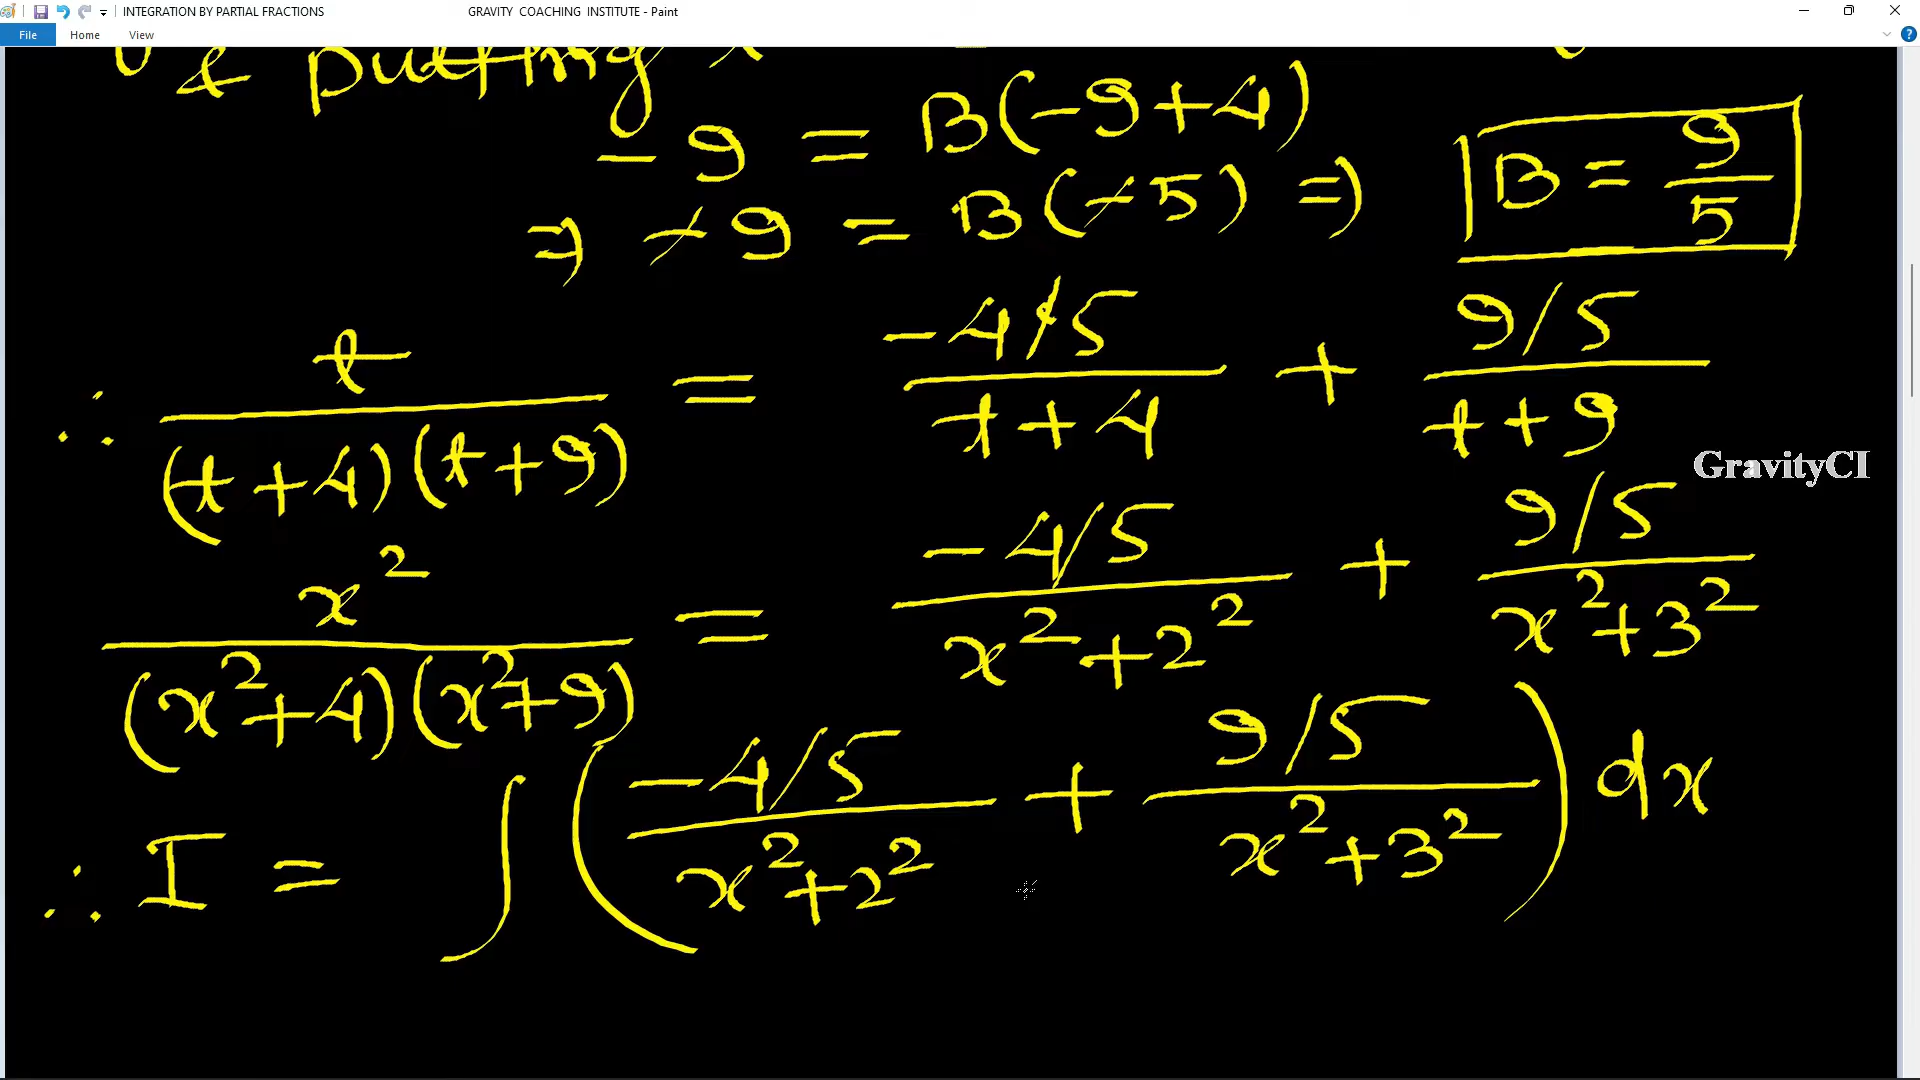 INTEGRATION BY PARTIAL FRACTIONS GRAVITY COACHING INSTITUTE - Paint
File Home View
& putting x
-9 = B(-9+4)
=> -9 = B(-5) => B = 9/5
∴ t/((t+4)(t+9)) = (-4/5)/(t+4) + (9/5)/(t+9)
GravityCI
x²/((x²+4)(x²+9)) = (-4/5)/(x²+2²) + (9/5)/(x²+3²)
∴ I = ∫((-4/5)/(x²+2²) + (9/5)/(x²+3²)) dx